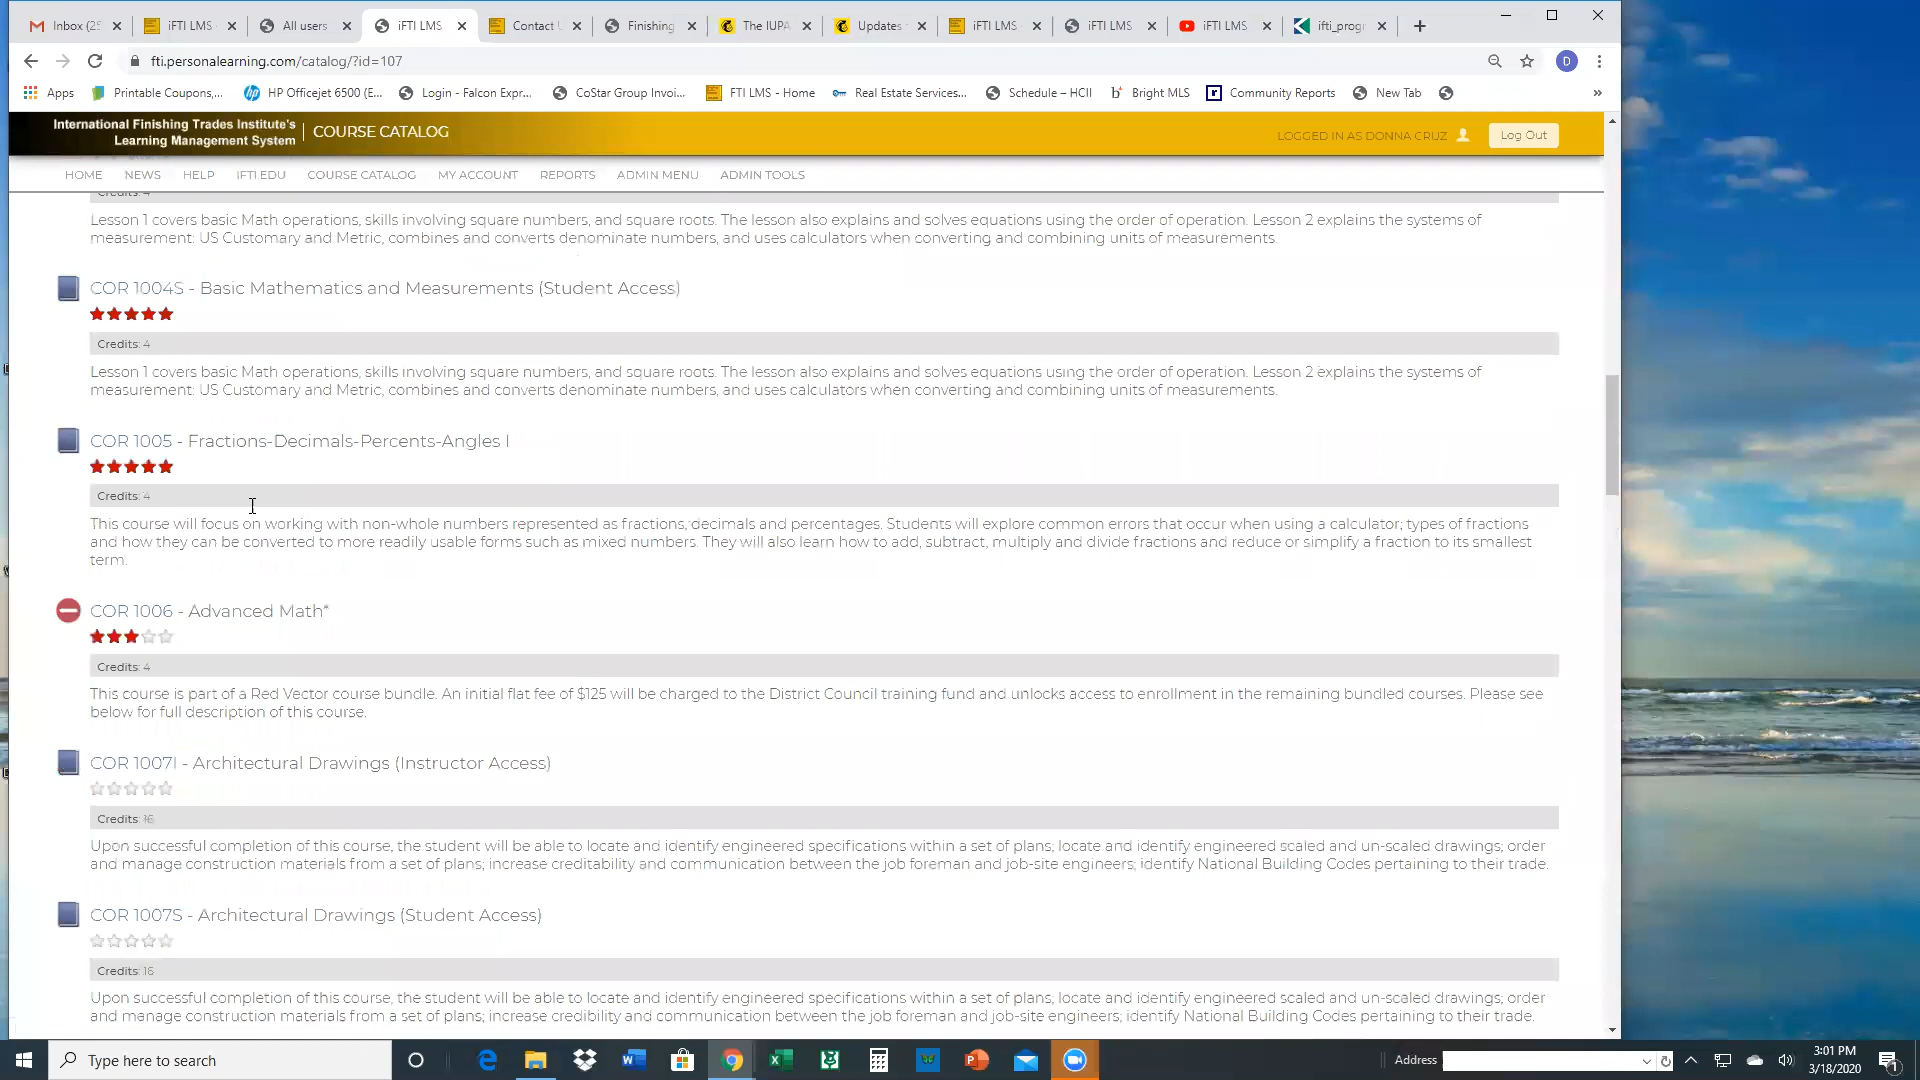 Inbox (25
iFTI LMS
All users
iFTI LMS
Contact
Finishing
The IUPA
Updates
iFTI LMS
iFTI LMS
iFTI LMS
ifti_prog
fti.personalearning.com/catalog/?id=107
D
Apps
Printable Coupons,...
HP Officejet 6500 (E...
Login - Falcon Expr...
CoStar Group Invoi...
FTI LMS - Home
Real Estate Services...
Schedule – HCII
Bright MLS
Community Reports
New Tab
»
International Finishing Trades Institute's
Learning Management System
COURSE CATALOG
LOGGED IN AS DONNA CRUZ
Log Out
HOME
NEWS
HELP
IFTI.EDU
COURSE CATALOG
MY ACCOUNT
REPORTS
ADMIN MENU
ADMIN TOOLS
Credits: 4
Lesson 1 covers basic Math operations, skills involving square numbers, and square roots. The lesson also explains and solves equations using the order of operation. Lesson 2 explains the systems of
measurement: US Customary and Metric, combines and converts denominate numbers, and uses calculators when converting and combining units of measurements.
COR 1004S - Basic Mathematics and Measurements (Student Access)
Credits: 4
Lesson 1 covers basic Math operations, skills involving square numbers, and square roots. The lesson also explains and solves equations using the order of operation. Lesson 2 explains the systems of
measurement: US Customary and Metric, combines and converts denominate numbers, and uses calculators when converting and combining units of measurements.
COR 1005 - Fractions-Decimals-Percents-Angles I
Credits: 4
This course will focus on working with non-whole numbers represented as fractions, decimals and percentages. Students will explore common errors that occur when using a calculator; types of fractions
and how they can be converted to more readily usable forms such as mixed numbers. They will also learn how to add, subtract, multiply and divide fractions and reduce or simplify a fraction to its smallest
term.
COR 1006 - Advanced Math*
Credits: 4
This course is part of a Red Vector course bundle. An initial flat fee of $125 will be charged to the District Council training fund and unlocks access to enrollment in the remaining bundled courses. Please see
below for full description of this course.
COR 1007I - Architectural Drawings (Instructor Access)
Credits: 16
Upon successful completion of this course, the student will be able to locate and identify engineered specifications within a set of plans; locate and identify engineered scaled and un-scaled drawings; order
and manage construction materials from a set of plans; increase creditability and communication between the job foreman and job-site engineers; identify National Building Codes pertaining to their trade.
COR 1007S - Architectural Drawings (Student Access)
Credits: 16
Upon successful completion of this course, the student will be able to locate and identify engineered specifications within a set of plans; locate and identify engineered scaled and un-scaled drawings; order
and manage construction materials from a set of plans; increase credibility and communication between the job foreman and job-site engineers; identify National Building Codes pertaining to their trade.
Type here to search
Address
3:01 PM
3/18/2020
1